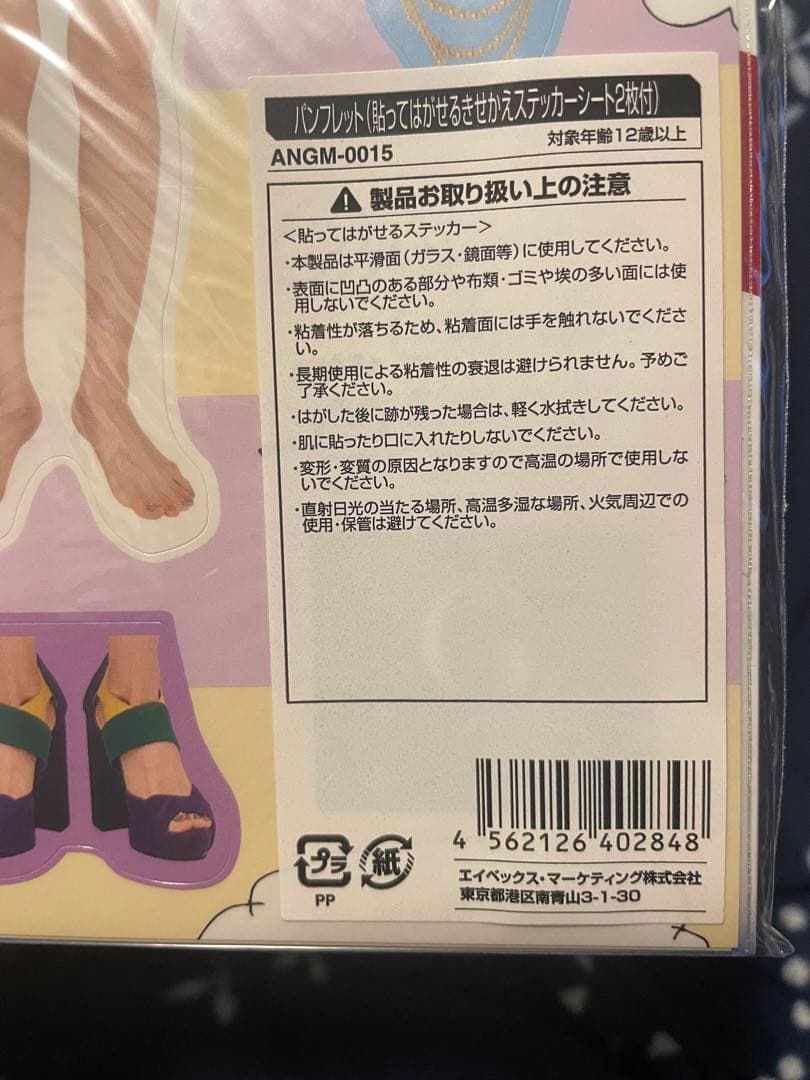 パンフレット(貼ってはがせるきせかえステッカーシート2枚付)
ANGM-0015
対象年齢12歳以上
製品お取り扱い上の注意
＜貼ってはがせるステッカー＞
・本製品は平滑面(ガラス・鏡面等)に使用してください。
・表面に凹凸のある部分や布類・ゴミや埃の多い面には使
用しないでください。
・粘着性が落ちるため、粘着面には手を触れないでくださ
い。
・長期使用による粘着性の衰退は避けられません。予めご
了承ください。
・はがした後に跡が残った場合は、軽く水拭きしてください。
・肌に貼ったり口に入れたりしないでください。
・変形・変質の原因となりますので高温の場所で使用しな
いでください。
・直射日光の当たる場所、高温多湿な場所、火気周辺での
使用・保管は避けてください。
4 562126 402848
プラ
紙
PP
エイベックス・マーケティング株式会社
東京都港区南青山3-1-30